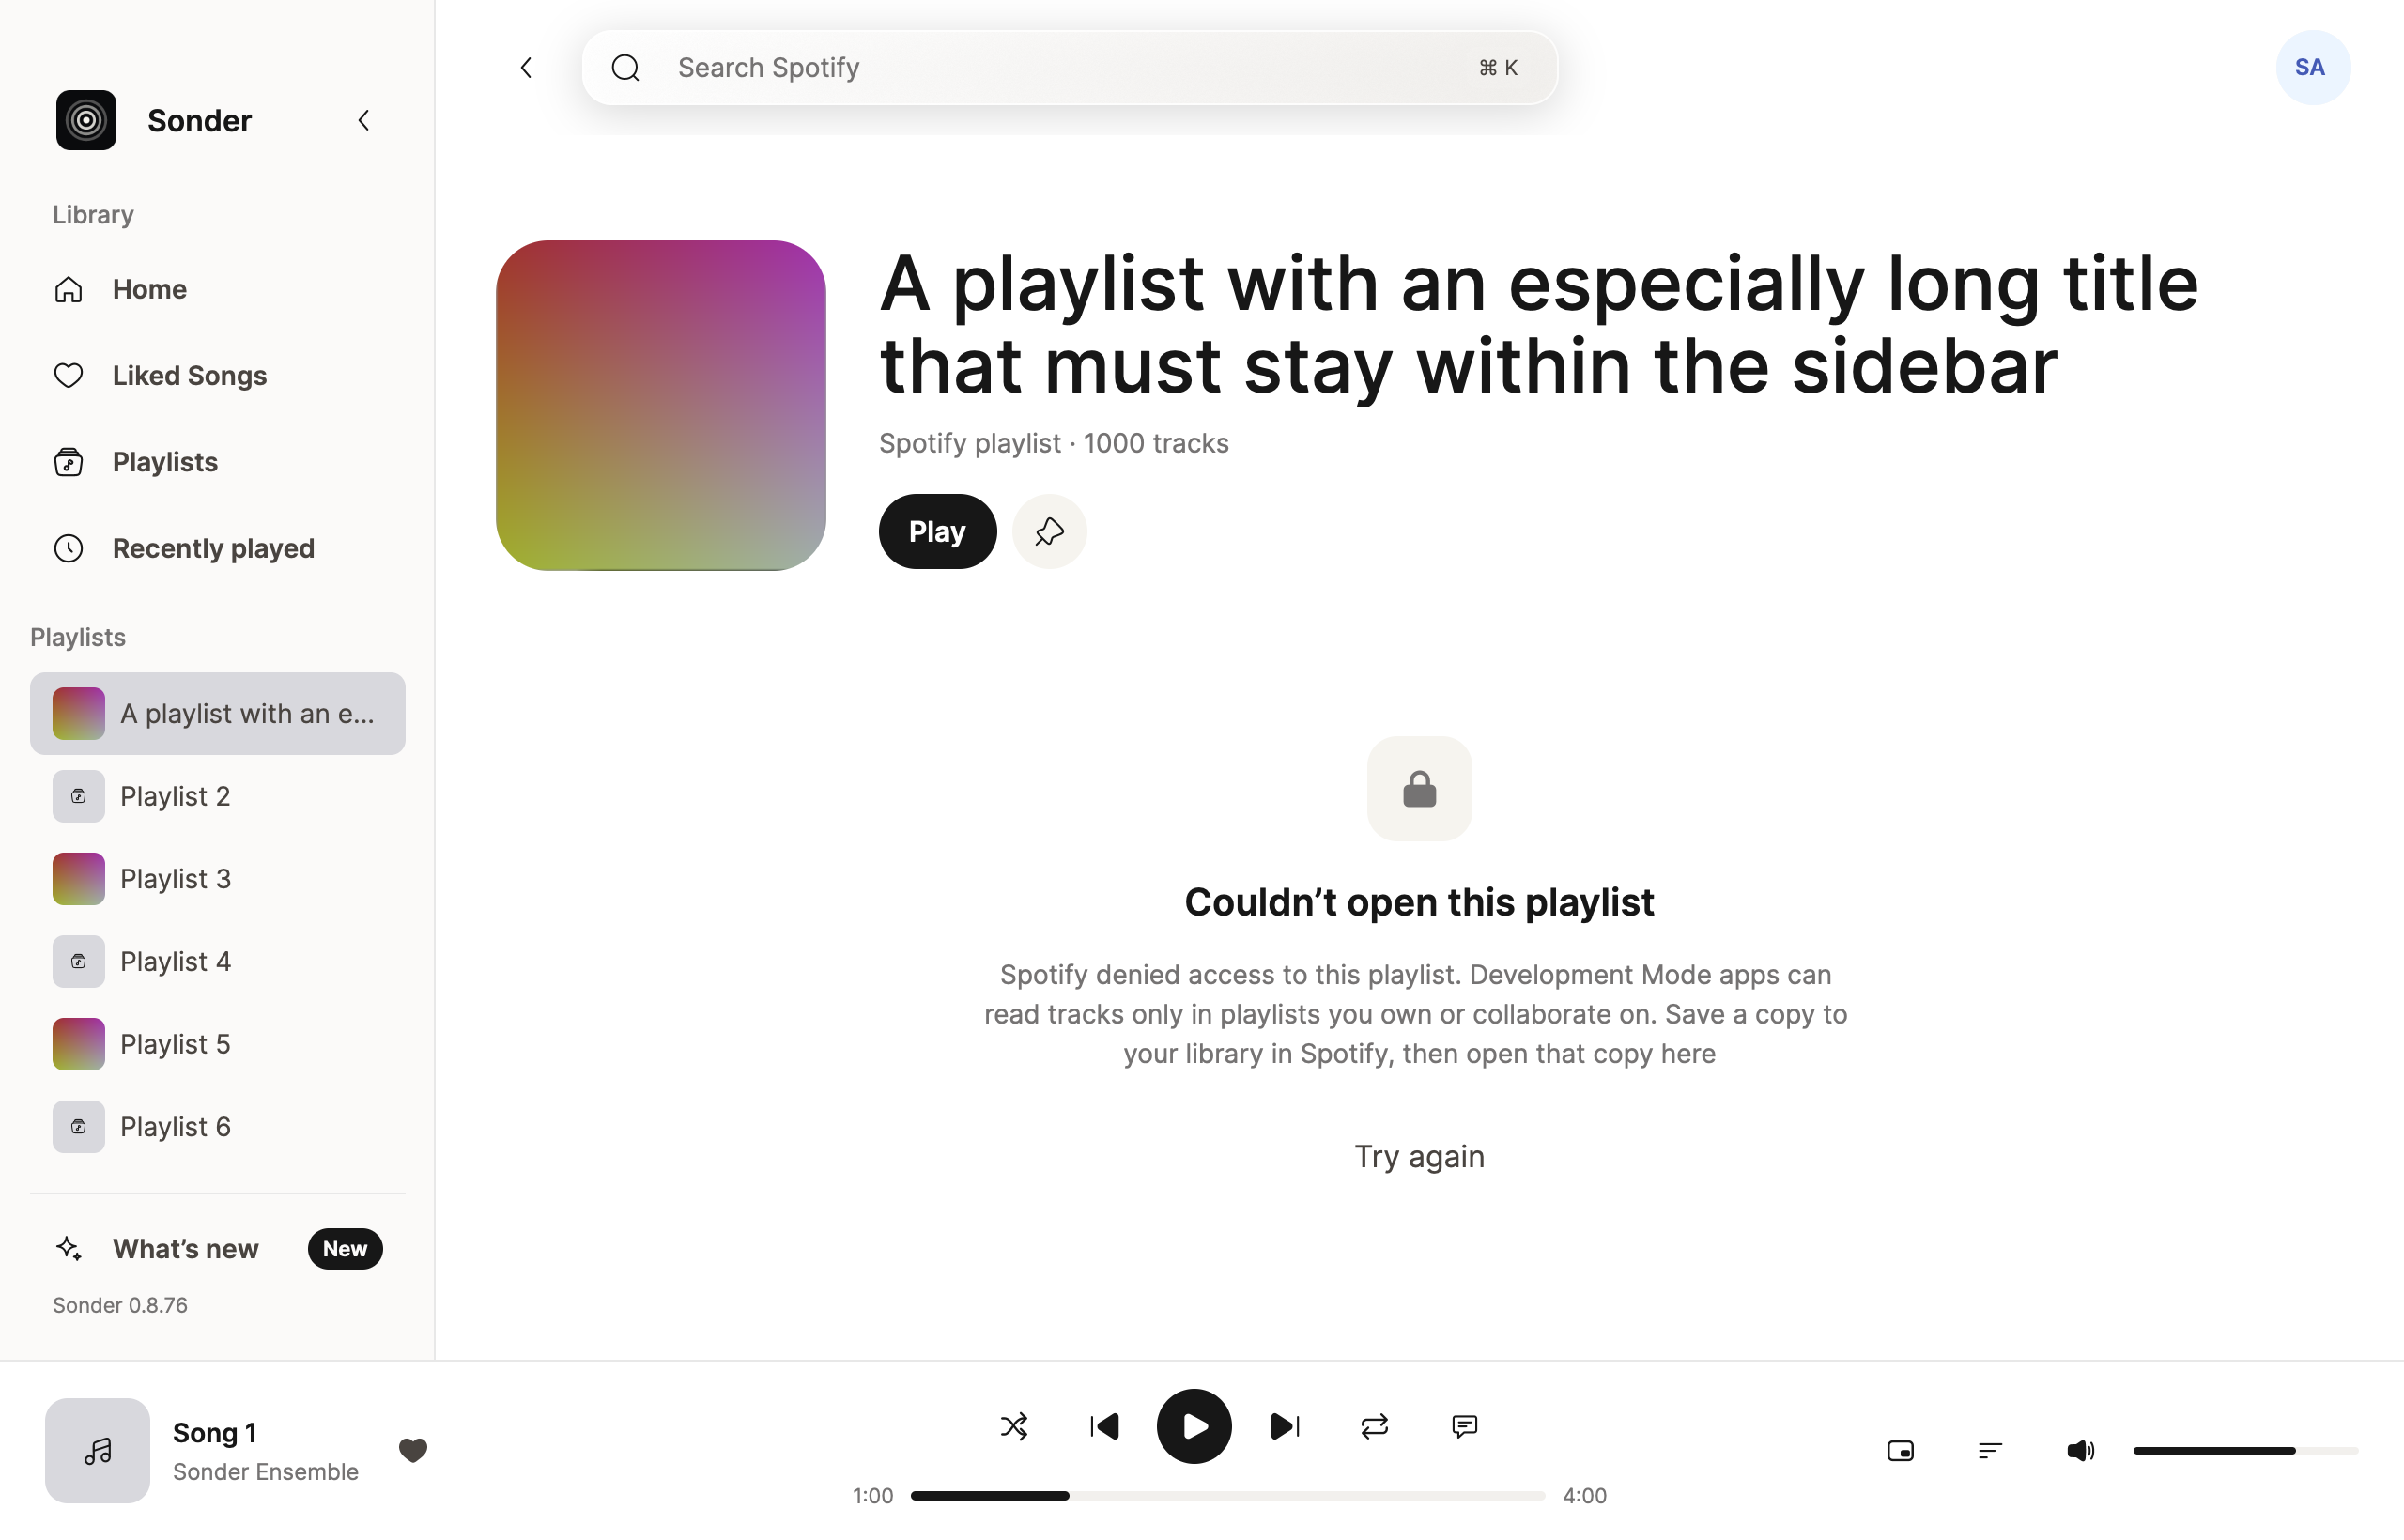 Sonder
Library
Home
Liked Songs
Playlists
Recently played
Playlists
A playlist with an e...
Playlist 2
Playlist 3
Playlist 4
Playlist 5
Playlist 6
What’s new
New
Sonder 0.8.76
Search Spotify
⌘ K
SA
A playlist with an especially long title
that must stay within the sidebar
Spotify playlist · 1000 tracks
Play
Couldn’t open this playlist
Spotify denied access to this playlist. Development Mode apps can
read tracks only in playlists you own or collaborate on. Save a copy to
your library in Spotify, then open that copy here
Try again
Song 1
Sonder Ensemble
1:00
4:00